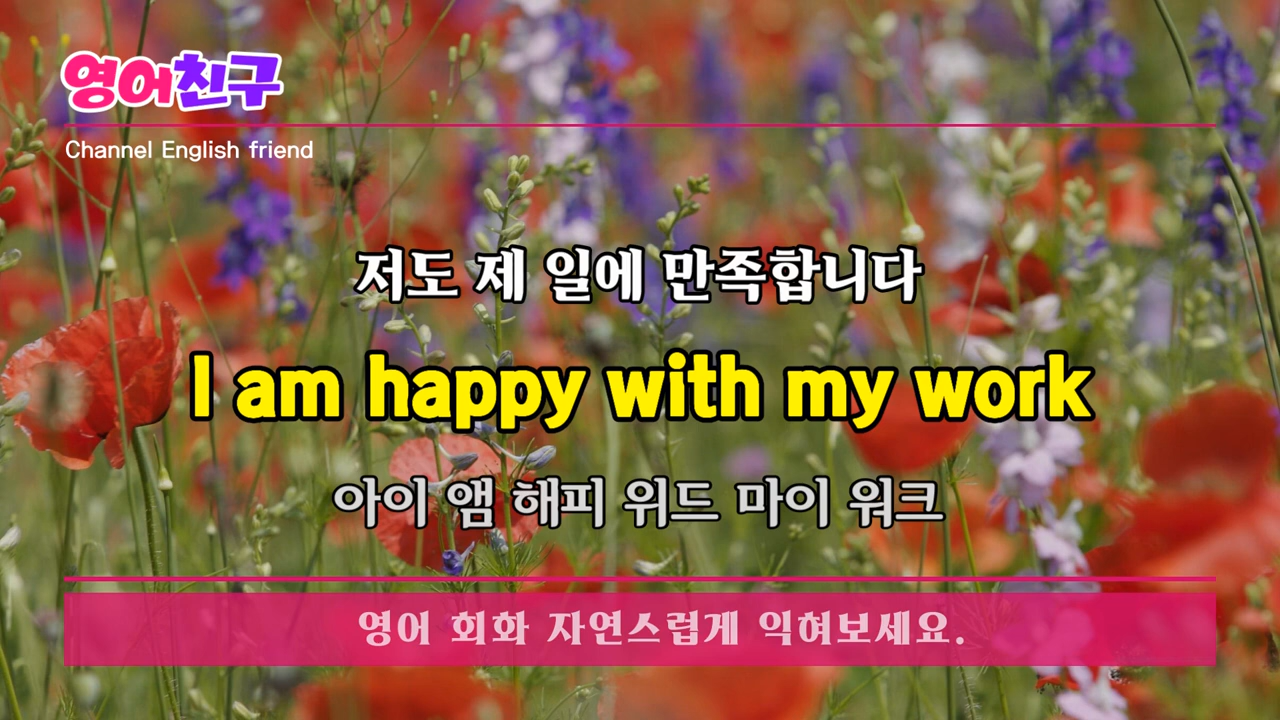 영어친구
Channel English friend
저도 제 일에 만족합니다
I am happy with my work
아이 앰 해피 위드 마이 워크
영어 회화 자연스럽게 익혀보세요.